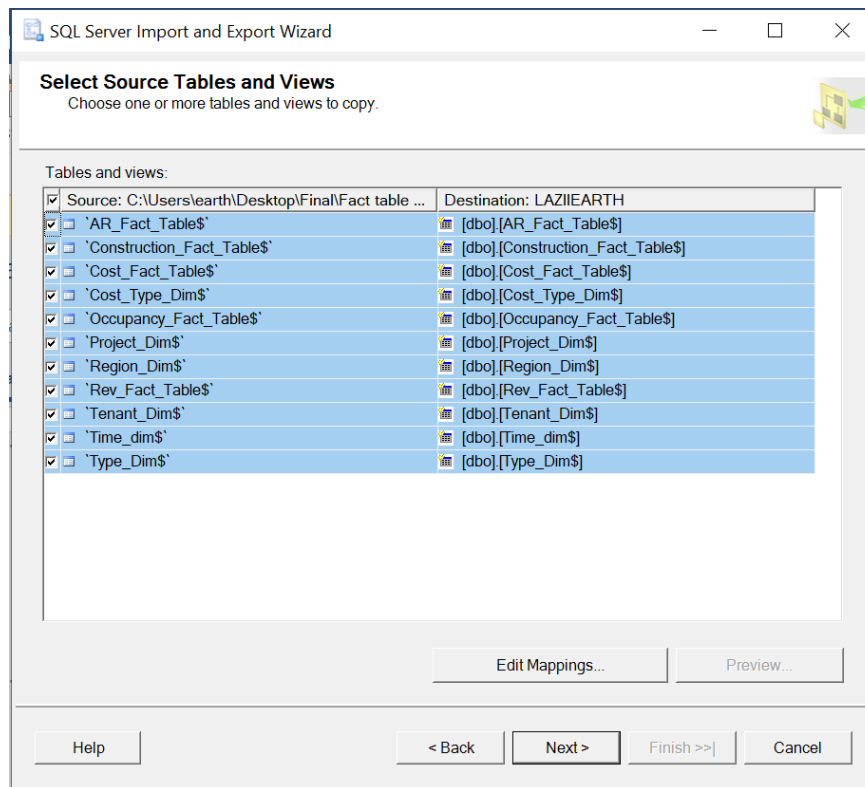 SQL Server Import and Export Wizard
Select Source Tables and Views
Choose one or more tables and views to copy.
Tables and views:
Source: C:\Users\earth\Desktop\Final\Fact table ... Destination: LAZIIEARTH
`AR_Fact_Table$` [dbo].[AR_Fact_Table$]
`Construction_Fact_Table$` [dbo].[Construction_Fact_Table$]
`Cost_Fact_Table$` [dbo].[Cost_Fact_Table$]
`Cost_Type_Dim$` [dbo].[Cost_Type_Dim$]
`Occupancy_Fact_Table$` [dbo].[Occupancy_Fact_Table$]
`Project_Dim$` [dbo].[Project_Dim$]
`Region_Dim$` [dbo].[Region_Dim$]
`Rev_Fact_Table$` [dbo].[Rev_Fact_Table$]
`Tenant_Dim$` [dbo].[Tenant_Dim$]
`Time_dim$` [dbo].[Time_dim$]
`Type_Dim$` [dbo].[Type_Dim$]
Edit Mappings... Preview...
Help < Back Next > Finish >>| Cancel